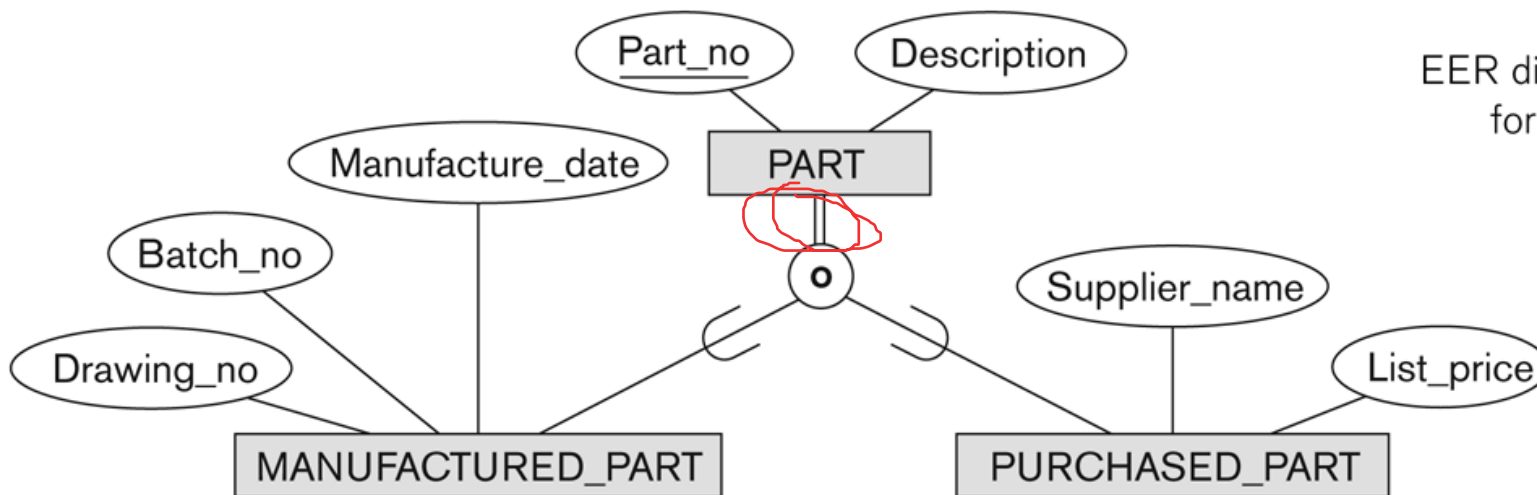 Part_no
Description
EER di
for
Manufacture_date
PART
Batch_no
o
Supplier_name
Drawing_no
List_price
MANUFACTURED_PART
PURCHASED_PART